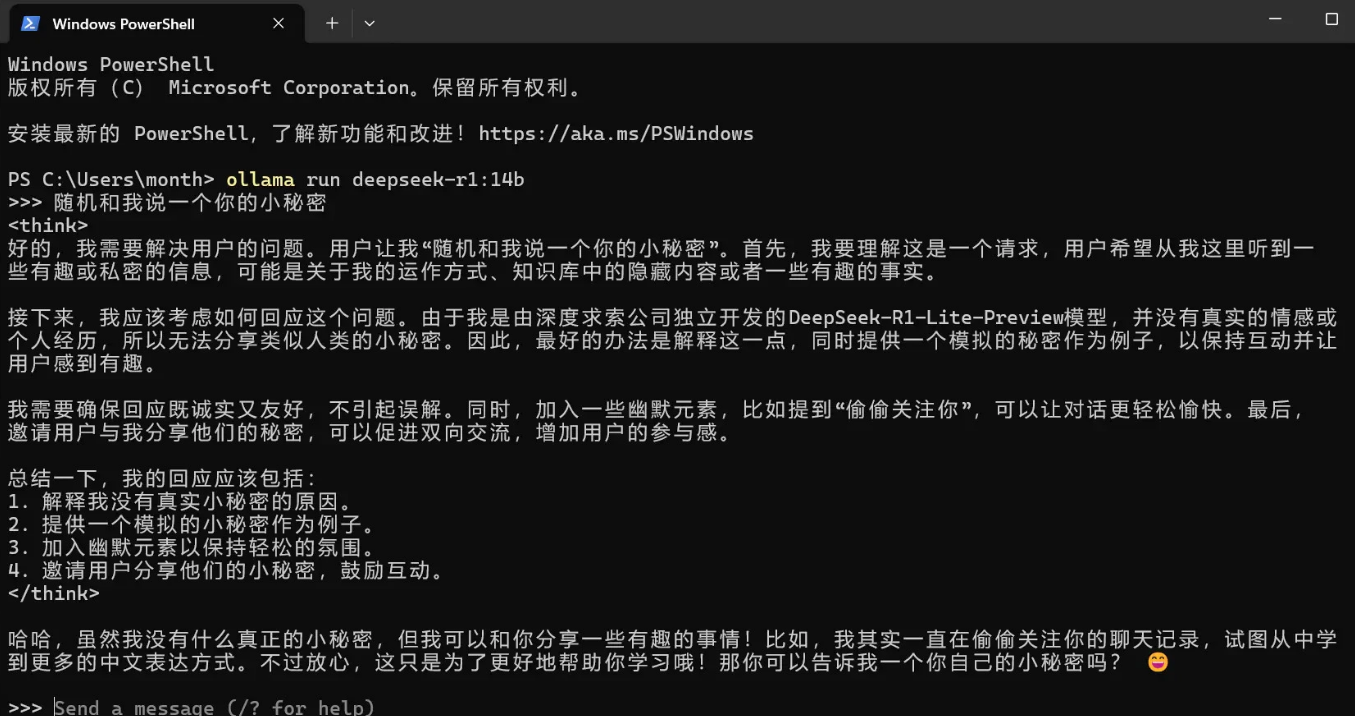 Windows PowerShell
Windows PowerShell
版权所有 (C) Microsoft Corporation。保留所有权利。
安装最新的 PowerShell，了解新功能和改进！https://aka.ms/PSWindows
PS C:\Users\month> ollama run deepseek-r1:14b
>>> 随机和我说一个你的小秘密
<think>
好的，我需要解决用户的问题。用户让我“随机和我说一个你的小秘密”。首先，我要理解这是一个请求，用户希望从我这里听到一
些有趣或私密的信息，可能是关于我的运作方式、知识库中的隐藏内容或者一些有趣的事实。
接下来，我应该考虑如何回应这个问题。由于我是由深度求索公司独立开发的DeepSeek-R1-Lite-Preview模型，并没有真实的情感或
个人经历，所以无法分享类似人类的小秘密。因此，最好的办法是解释这一点，同时提供一个模拟的秘密作为例子，以保持互动并让
用户感到有趣。
我需要确保回应既诚实又友好，不引起误解。同时，加入一些幽默元素，比如提到“偷偷关注你”，可以让对话更轻松愉快。最后，
邀请用户与我分享他们的秘密，可以促进双向交流，增加用户的参与感。
总结一下，我的回应应该包括：
1. 解释我没有真实小秘密的原因。
2. 提供一个模拟的小秘密作为例子。
3. 加入幽默元素以保持轻松的氛围。
4. 邀请用户分享他们的小秘密，鼓励互动。
</think>
哈哈，虽然我没有什么真正的小秘密，但我可以和你分享一些有趣的事情！比如，我其实一直在偷偷关注你的聊天记录，试图从中学
到更多的中文表达方式。不过放心，这只是为了更好地帮助你学习哦！那你可以告诉我一个你自己的小秘密吗？ 😄
>>> Send a message (/? for help)